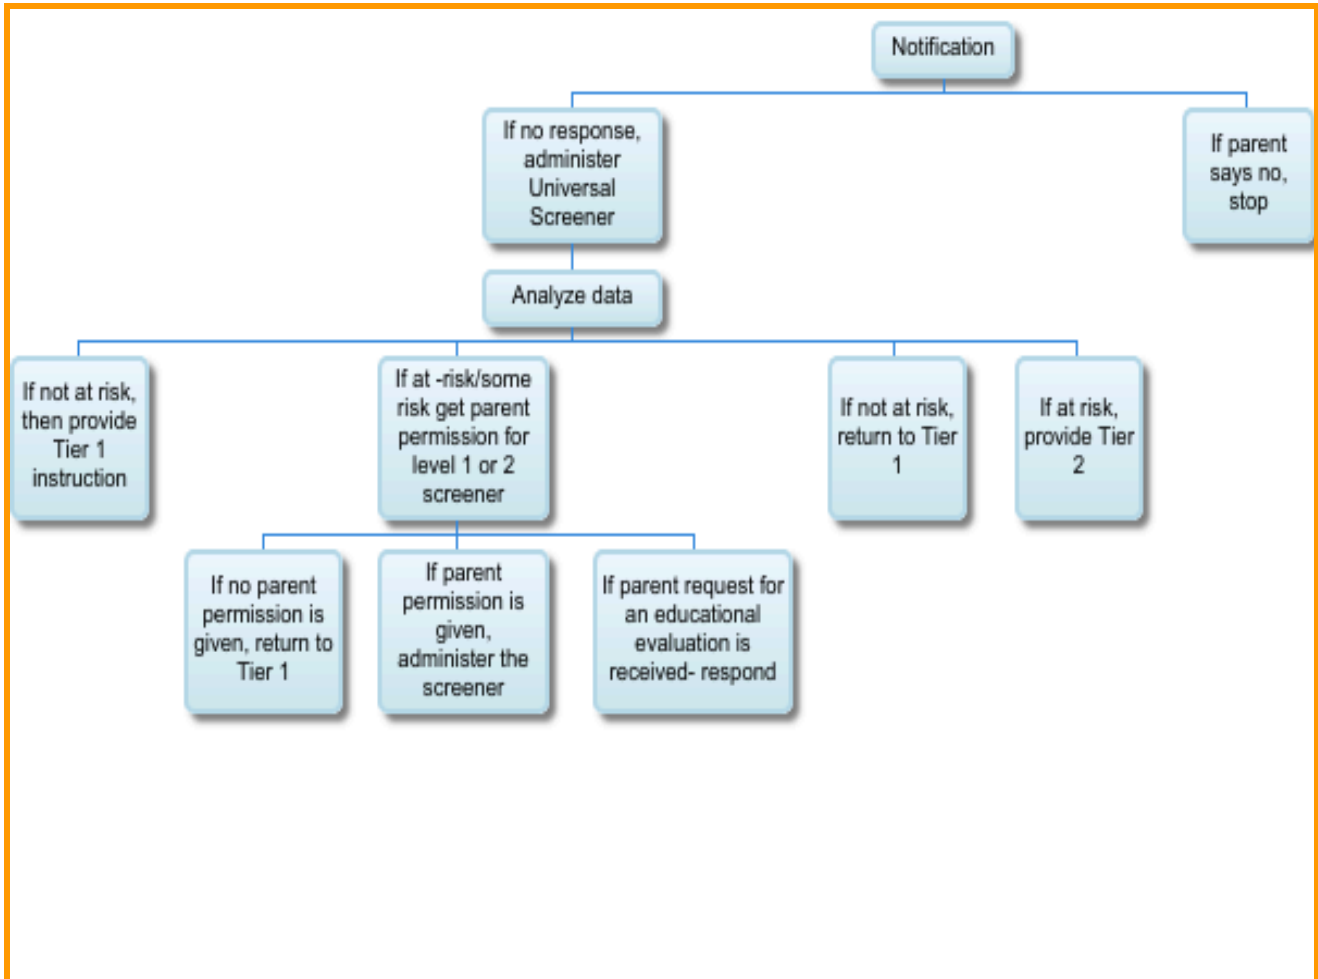 Notification
If no response,
administer
Universal
Screener
If parent
says no,
stop
Analyze data
If not at risk,
then provide
Tier 1
instruction
If at -risk/some
risk get parent
permission for
level 1 or 2
screener
If not at risk,
return to Tier
1
If at risk,
provide Tier
2
If no parent
permission is
given, return to
Tier 1
If parent
permission is
given,
administer the
screener
If parent request for
an educational
evaluation is
received- respond